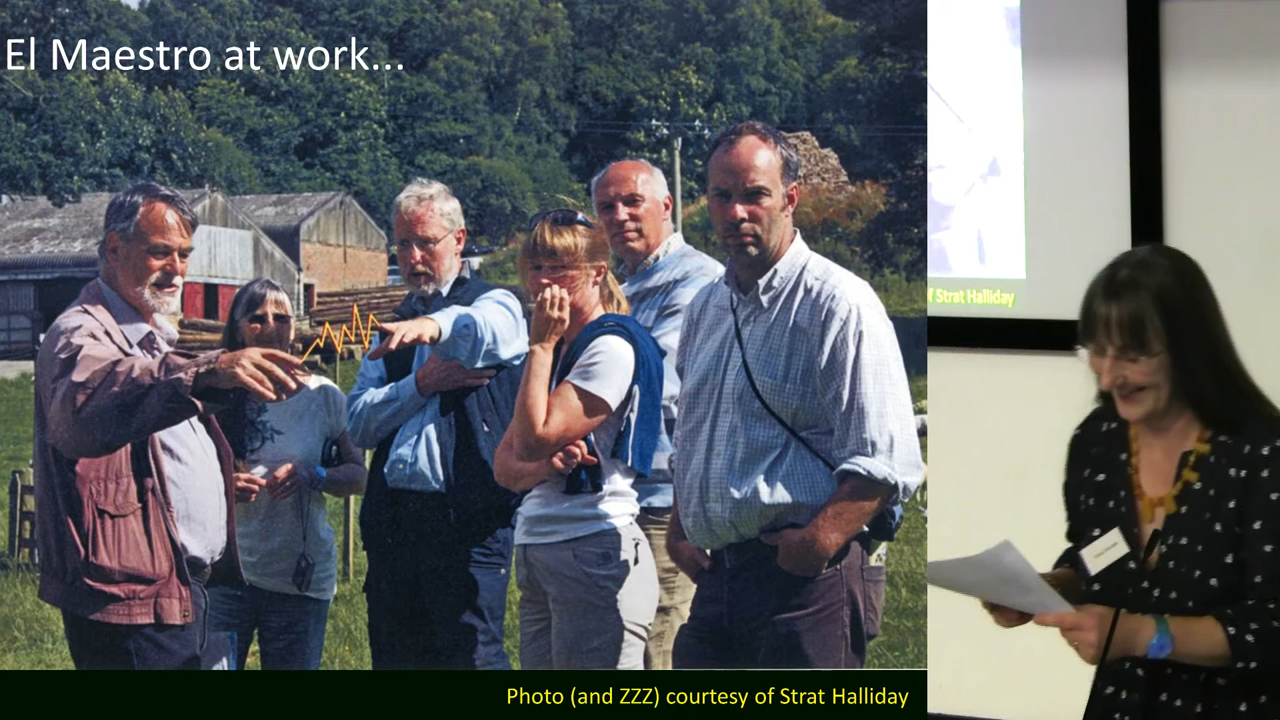 El Maestro at work...
f Strat Halliday
Photo (and ZZZ) courtesy of Strat Halliday